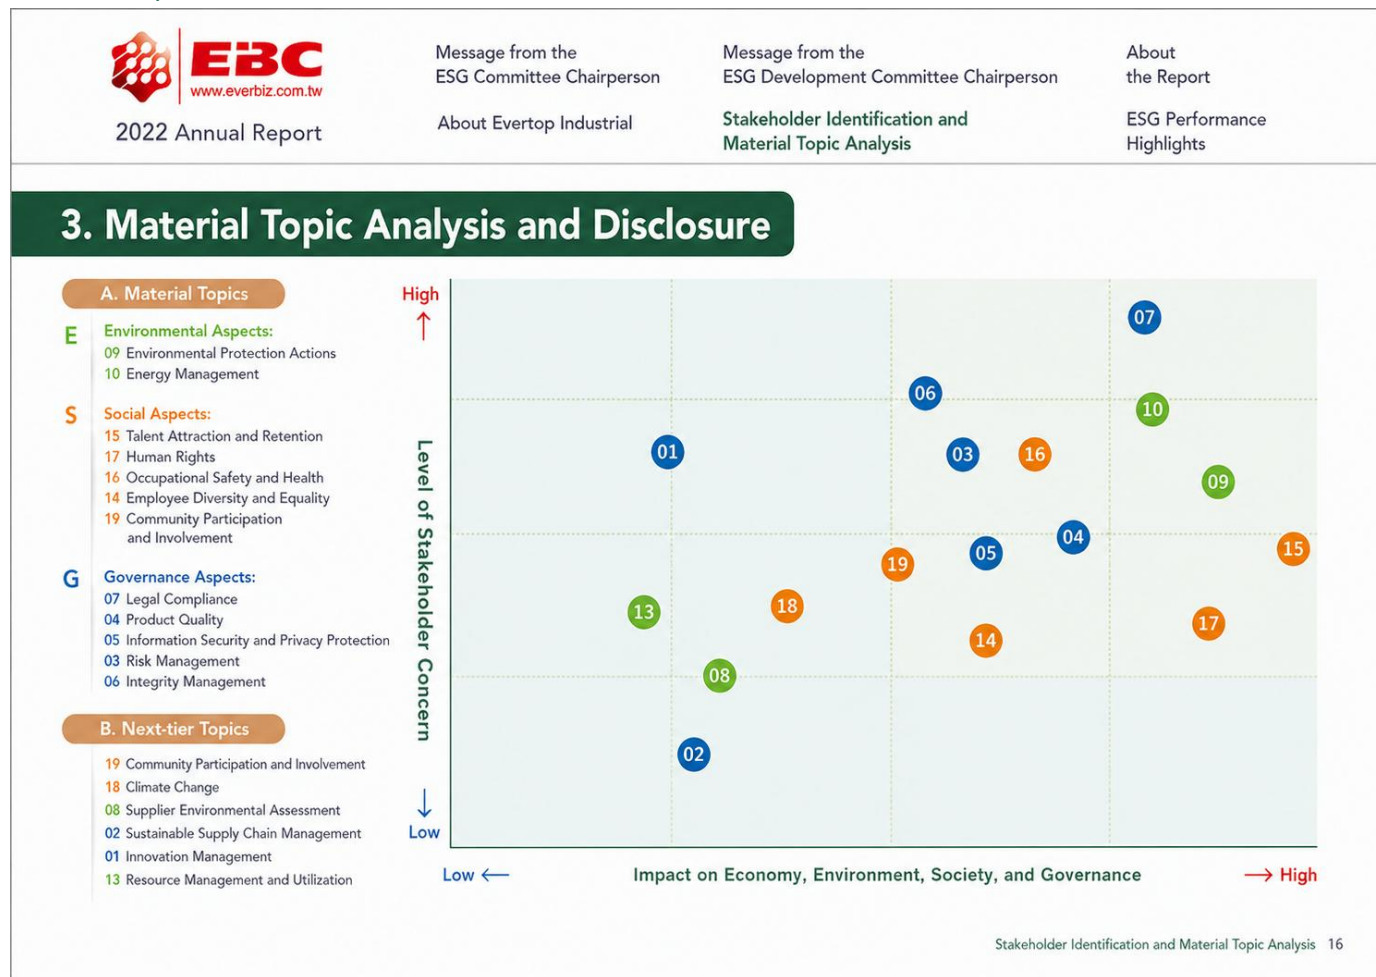 EBC
www.everbiz.com.tw
2022 Annual Report
Message from the
ESG Committee Chairperson
About Evertop Industrial
Message from the
ESG Development Committee Chairperson
Stakeholder Identification and
Material Topic Analysis
About
the Report
ESG Performance
Highlights
3. Material Topic Analysis and Disclosure
A. Material Topics
E
Environmental Aspects:
09 Environmental Protection Actions
10 Energy Management
S
Social Aspects:
15 Talent Attraction and Retention
17 Human Rights
16 Occupational Safety and Health
14 Employee Diversity and Equality
19 Community Participation
and Involvement
G
Governance Aspects:
07 Legal Compliance
04 Product Quality
05 Information Security and Privacy Protection
03 Risk Management
06 Integrity Management
B. Next-tier Topics
19 Community Participation and Involvement
18 Climate Change
08 Supplier Environmental Assessment
02 Sustainable Supply Chain Management
01 Innovation Management
13 Resource Management and Utilization
High
Level of Stakeholder Concern
Low
07
06
10
01
03
16
09
04
15
05
19
18
13
17
14
08
02
Low
Impact on Economy, Environment, Society, and Governance
High
Stakeholder Identification and Material Topic Analysis 16